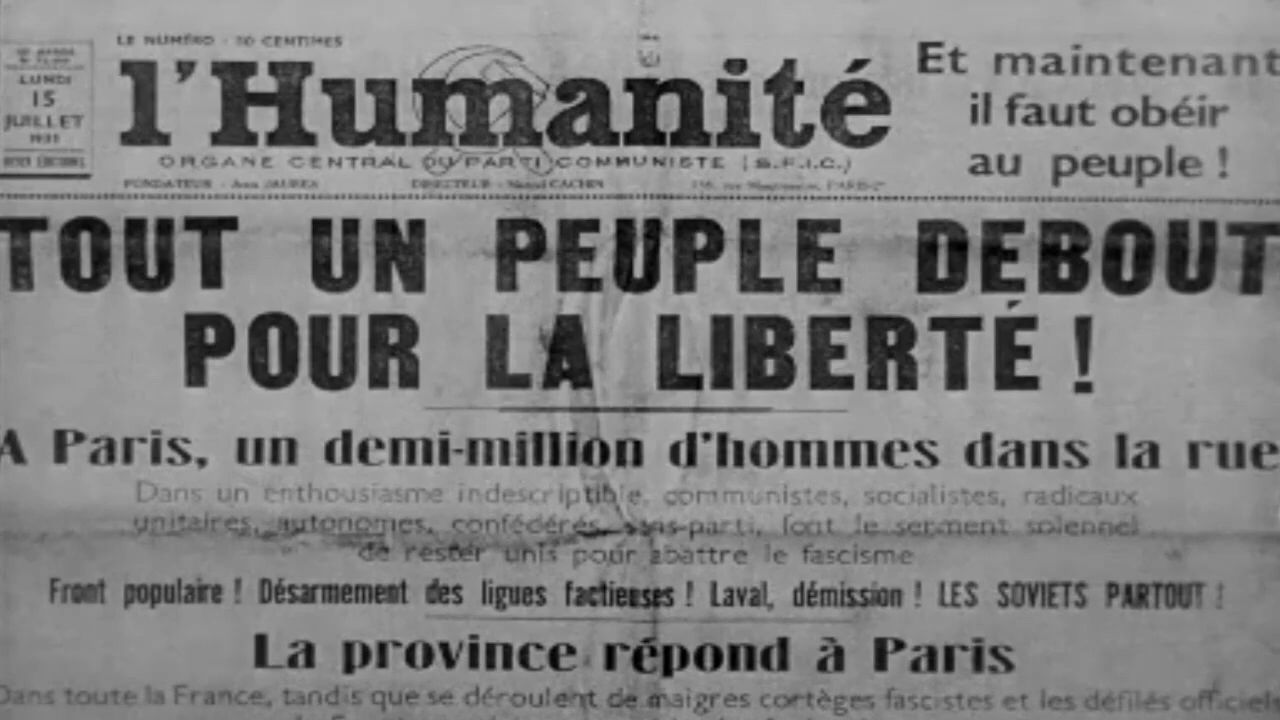 LE NUMÉRO - 30 CENTIMES
LUNDI
15
JUILLET
l'Humanité
ORGANE CENTRAL DU PARTI COMMUNISTE (S.F.I.C.)
FONDATEUR : Jean JAURÈS
DIRECTEUR : Marcel CACHIN
Et maintenant
il faut obéir
au peuple !
TOUT UN PEUPLE DEBOUT
POUR LA LIBERTÉ !
A Paris, un demi-million d'hommes dans la rue
Dans un enthousiasme indescriptible, communistes, socialistes, radicaux
unitaires, autonomes, confédérés, sans-parti, font le serment solennel
de rester unis pour abattre le fascisme
Front populaire ! Désarmement des ligues factieuses ! Laval, démission ! LES SOVIETS PARTOUT !
La province répond à Paris
Dans toute la France, tandis que se déroulent de maigres cortèges fascistes et les défilés officiels